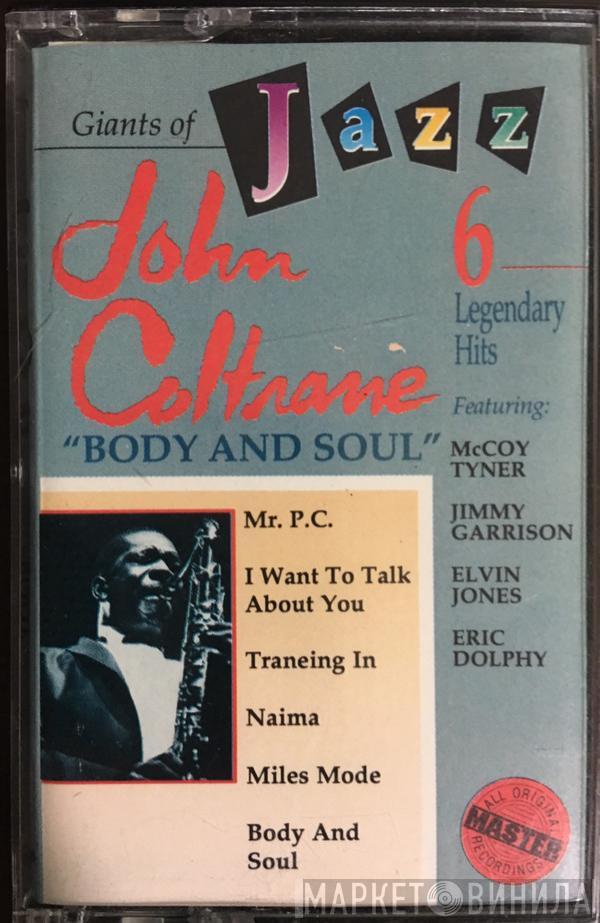 Giants of Jazz
John
Coltrane
"BODY AND SOUL"
6
Legendary
Hits
Featuring:
McCOY
TYNER
JIMMY
GARRISON
ELVIN
JONES
ERIC
DOLPHY
Mr. P.C.
I Want To Talk
About You
Traneing In
Naima
Miles Mode
Body And
Soul
ALL ORIGINAL
MASTER
RECORDINGS
МАРКЕТ ВИНИЛА